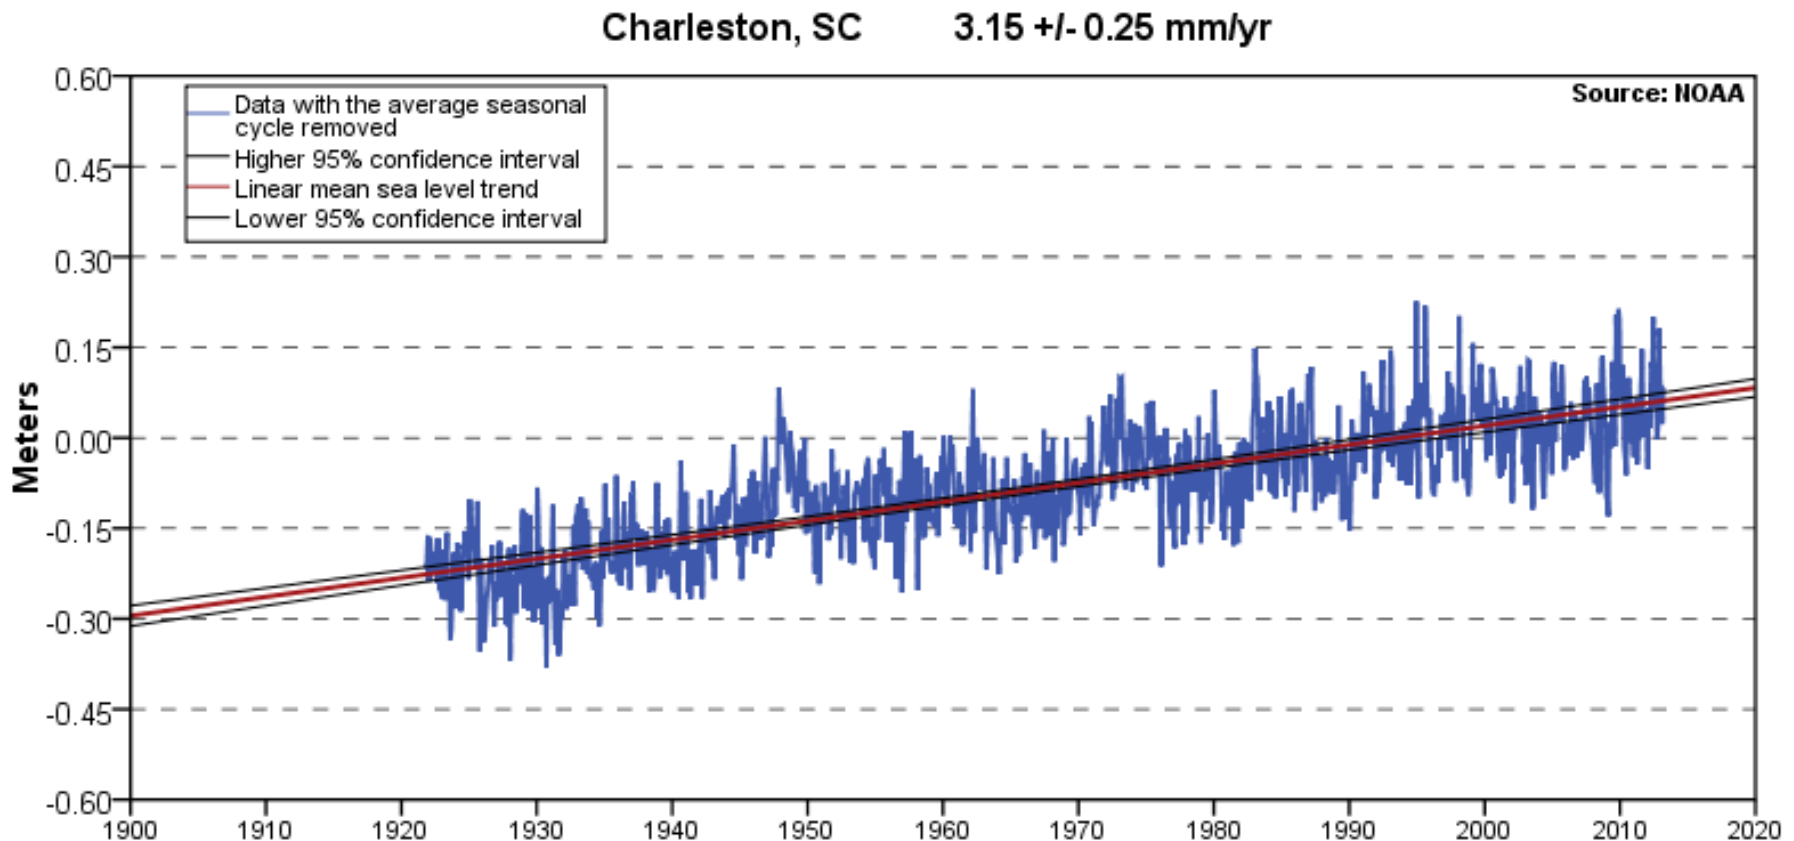 Charleston, SC 3.15 +/- 0.25 mm/yr
0.60
0.45
0.30
0.15
0.00
-0.15
-0.30
-0.45
-0.60
Meters
Data with the average seasonal
cycle removed
Higher 95% confidence interval
Linear mean sea level trend
Lower 95% confidence interval
Source: NOAA
1900 1910 1920 1930 1940 1950 1960 1970 1980 1990 2000 2010 2020